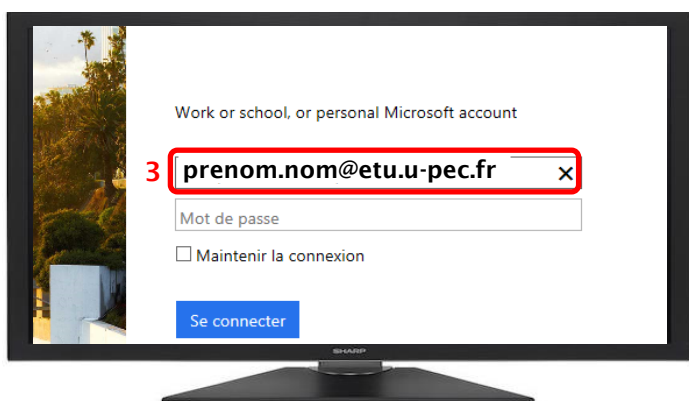 Work or school, or personal Microsoft account
3 prenom.nom@etu.u-pec.fr ×
Mot de passe
Maintenir la connexion
Se connecter
SHARP